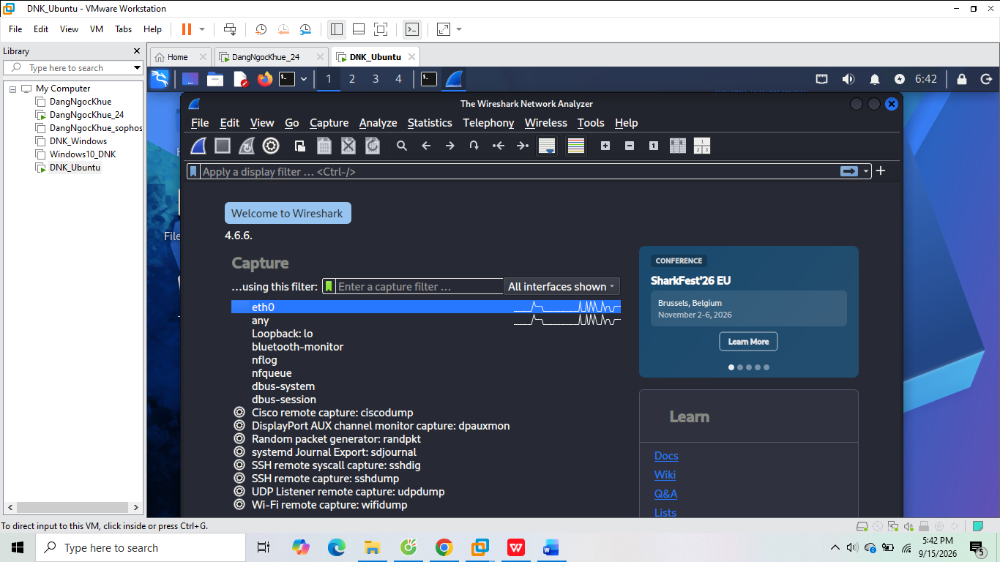 DNK_Ubuntu - VMware Workstation
File Edit View VM Tabs Help
Library
Type here to search
My Computer
DangNgocKhue
DangNgocKhue_24
DangNgocKhue_sophos
DNK_Windows
Windows10_DNK
DNK_Ubuntu
Home DangNgocKhue_24 DNK_Ubuntu
1 2 3 4 6:42
The Wireshark Network Analyzer
File Edit View Go Capture Analyze Statistics Telephony Wireless Tools Help
Apply a display filter … <Ctrl-/>
File
Welcome to Wireshark
4.6.6.
Capture
…using this filter: Enter a capture filter … All interfaces shown
eth0
any
Loopback: lo
bluetooth-monitor
nflog
nfqueue
dbus-system
dbus-session
Cisco remote capture: ciscodump
DisplayPort AUX channel monitor capture: dpauxmon
Random packet generator: randpkt
systemd Journal Export: sdjournal
SSH remote syscall capture: sshdig
SSH remote capture: sshdump
UDP Listener remote capture: udpdump
Wi-Fi remote capture: wifidump
CONFERENCE
SharkFest'26 EU
Brussels, Belgium
November 2-6, 2026
Learn More
Learn
Docs
Wiki
Q&A
Lists
To direct input to this VM, click inside or press Ctrl+G.
Type here to search
5:42 PM
9/15/2026
5